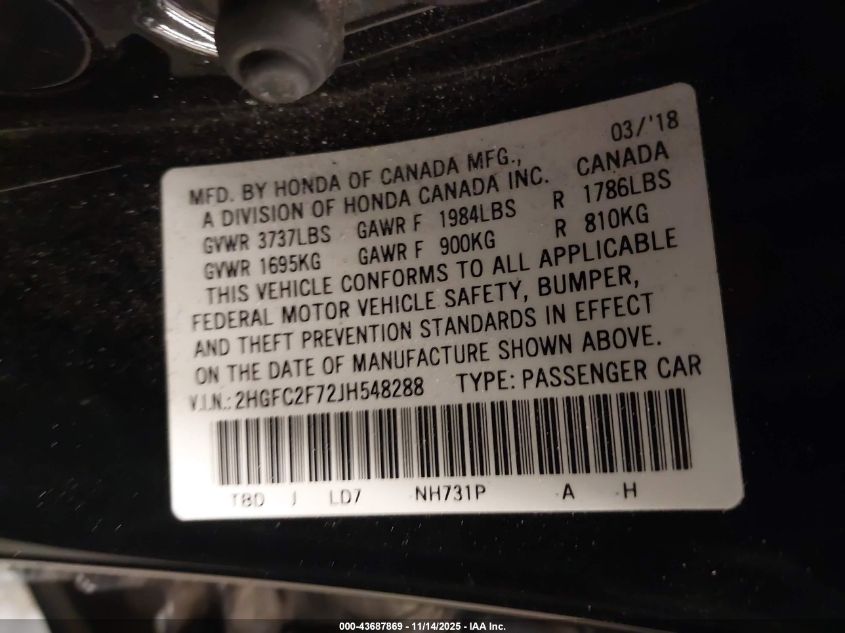 03/'18
MFD. BY HONDA OF CANADA MFG.,
A DIVISION OF HONDA CANADA INC. CANADA
GVWR 3737LBS GAWR F 1984LBS R 1786LBS
GVWR 1695KG GAWR F 900KG R 810KG
THIS VEHICLE CONFORMS TO ALL APPLICABLE
FEDERAL MOTOR VEHICLE SAFETY, BUMPER,
AND THEFT PREVENTION STANDARDS IN EFFECT
ON THE DATE OF MANUFACTURE SHOWN ABOVE.
V.I.N.: 2HGFC2F72JH548288 TYPE: PASSENGER CAR
TBD J LD7 NH731P A H
000-43687869 - 11/14/2025 - IAA Inc.